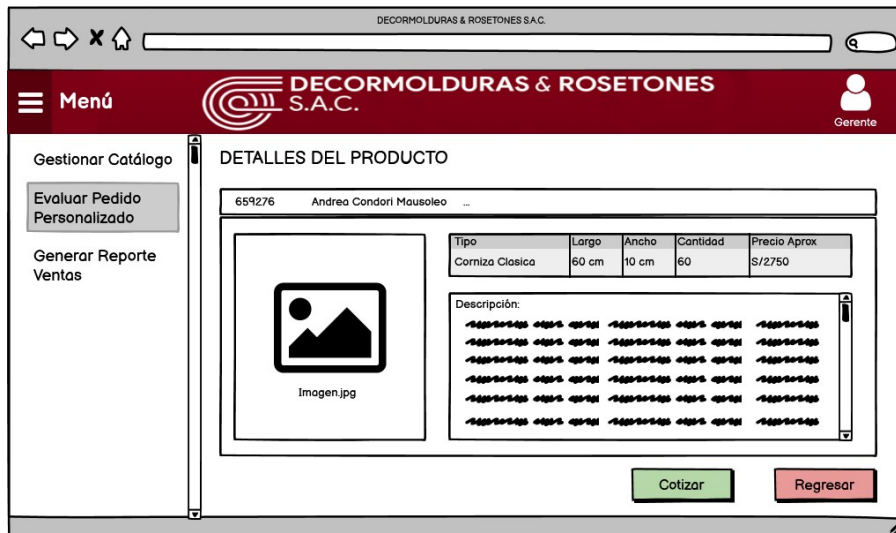 DECORMOLDURAS & ROSETONES S.A.C.
Menú
DECORMOLDURAS & ROSETONES
S.A.C.
Gerente
Gestionar Catálogo
Evaluar Pedido
Personalizado
Generar Reporte
Ventas
DETALLES DEL PRODUCTO
659276 Andrea Condori Mausoleo ...
Imagen.jpg
Tipo Largo Ancho Cantidad Precio Aprox
Corniza Clasica 60 cm 10 cm 60 S/2750
Descripción:
Cotizar
Regresar